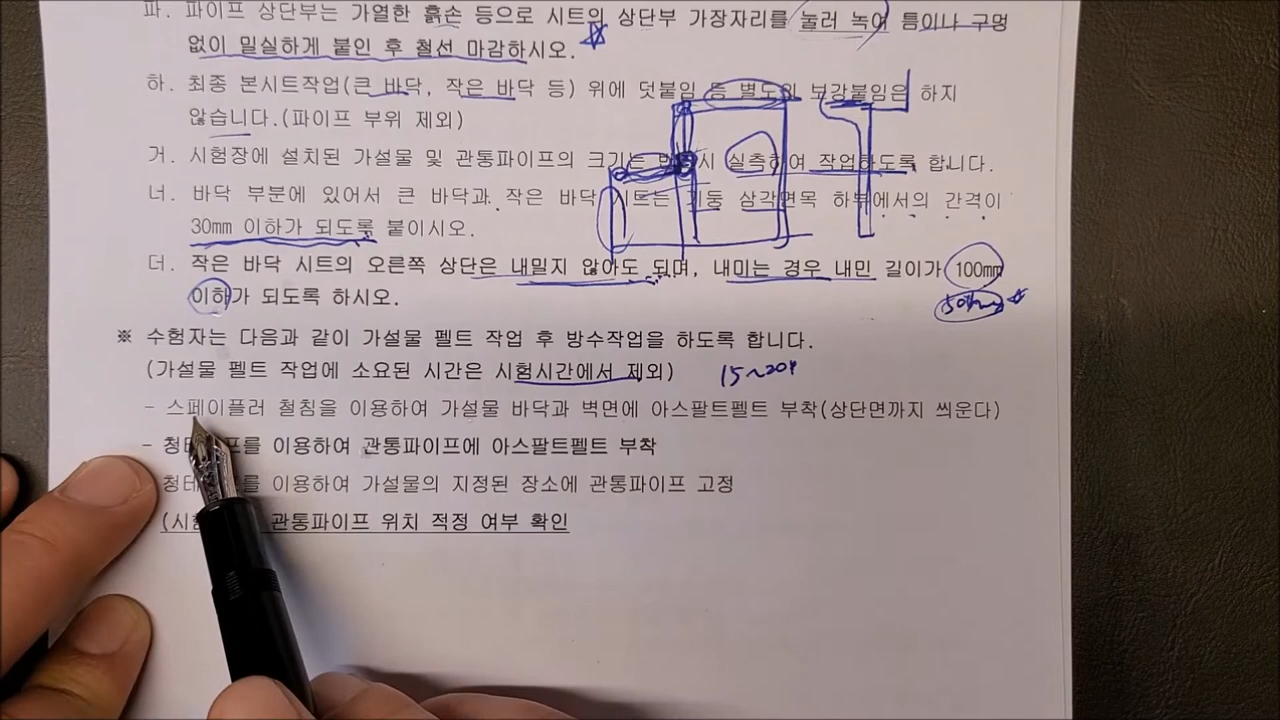 파. 파이프 상단부는 가열한 흙손 등으로 시트의 상단부 가장자리를 눌러 녹여 틈이나 구멍
없이 밀실하게 붙인 후 철선 마감하시오.
하. 최종 본시트작업(큰 바닥, 작은 바닥 등) 위에 덧붙임 등 별도의 보강붙임은 하지
않습니다.(파이프 부위 제외)
거. 시험장에 설치된 가설물 및 관통파이프의 크기는 반드시 실측하여 작업하도록 합니다.
너. 바닥 부분에 있어서 큰 바닥과 작은 바닥 시트는 기둥 삼각면목 하부에서의 간격이
30mm 이하가 되도록 붙이시오.
더. 작은 바닥 시트의 오른쪽 상단은 내밀지 않아도 되며, 내미는 경우 내민 길이가 100mm
이하가 되도록 하시오.
50mm
※ 수험자는 다음과 같이 가설물 펠트 작업 후 방수작업을 하도록 합니다.
(가설물 펠트 작업에 소요된 시간은 시험시간에서 제외) 15~20분
- 스페이플러 철침을 이용하여 가설물 바닥과 벽면에 아스팔트펠트 부착(상단면까지 씌운다)
- 청테이프를 이용하여 관통파이프에 아스팔트펠트 부착
청테 를 이용하여 가설물의 지정된 장소에 관통파이프 고정
(시험 관통파이프 위치 적정 여부 확인